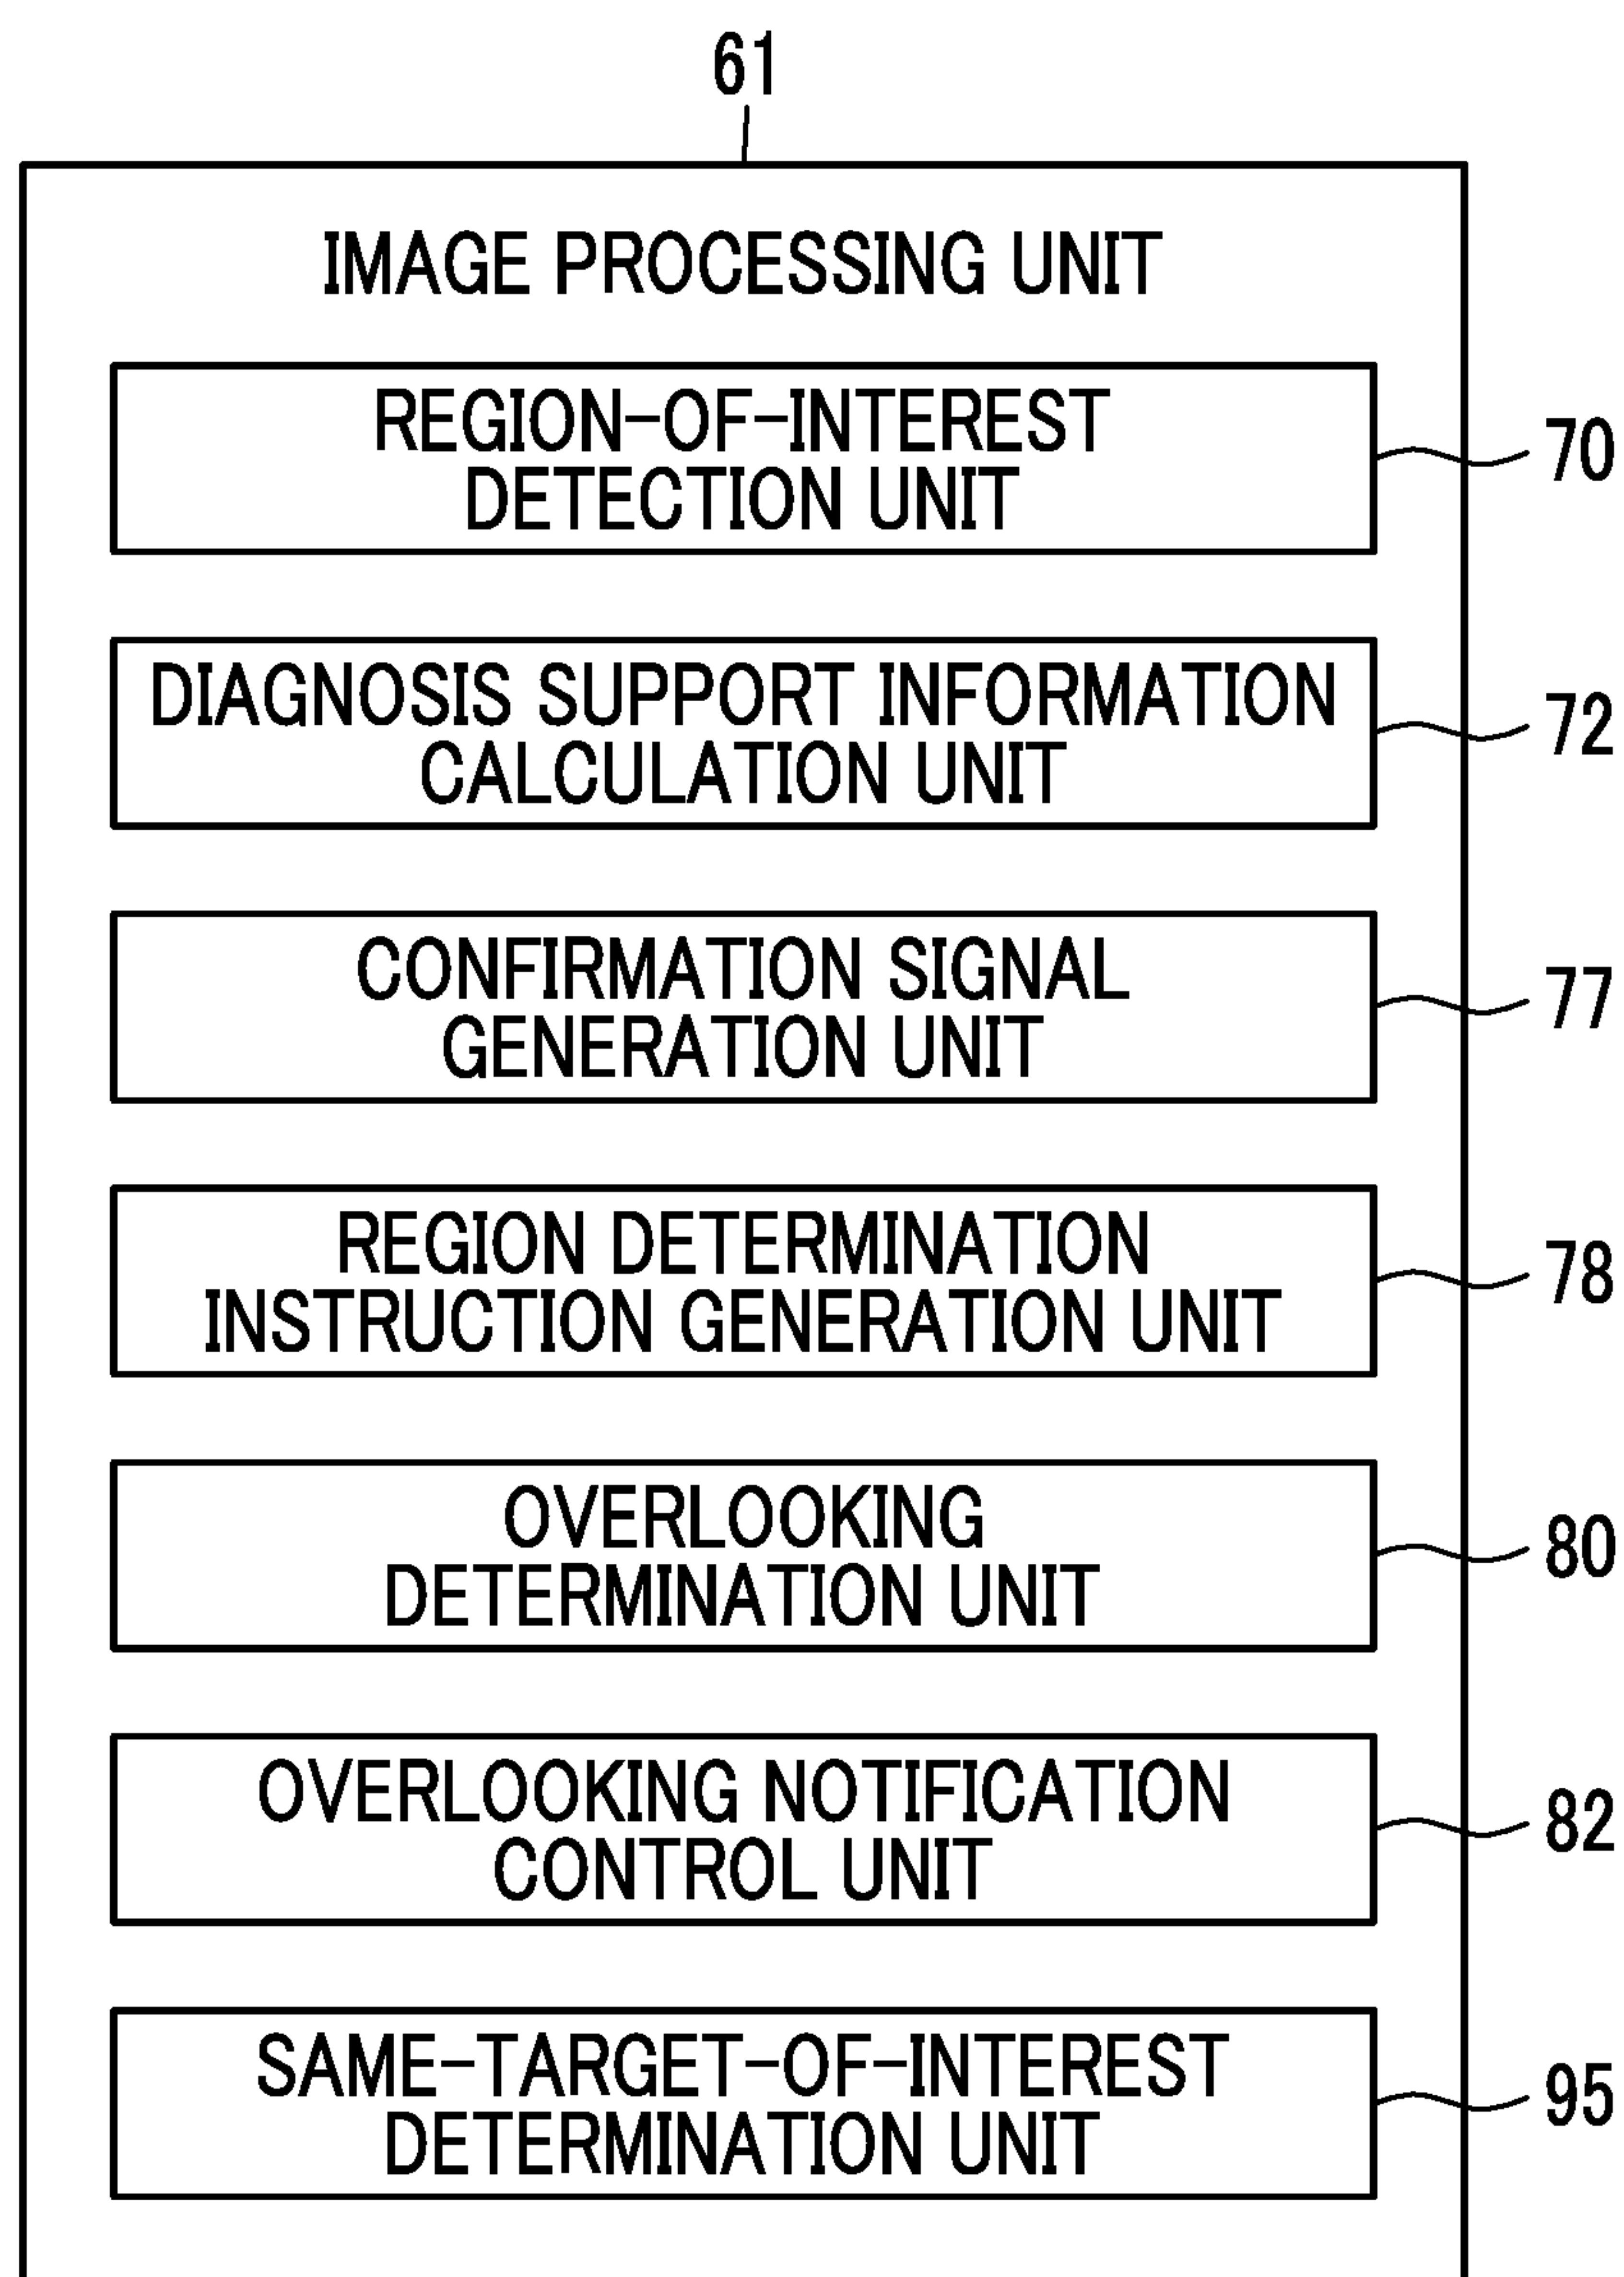 61
IMAGE PROCESSING UNIT
REGION-OF-INTEREST
DETECTION UNIT
70
DIAGNOSIS SUPPORT INFORMATION
CALCULATION UNIT
72
CONFIRMATION SIGNAL
GENERATION UNIT
77
REGION DETERMINATION
INSTRUCTION GENERATION UNIT
78
OVERLOOKING
DETERMINATION UNIT
80
OVERLOOKING NOTIFICATION
CONTROL UNIT
82
SAME-TARGET-OF-INTEREST
DETERMINATION UNIT
95